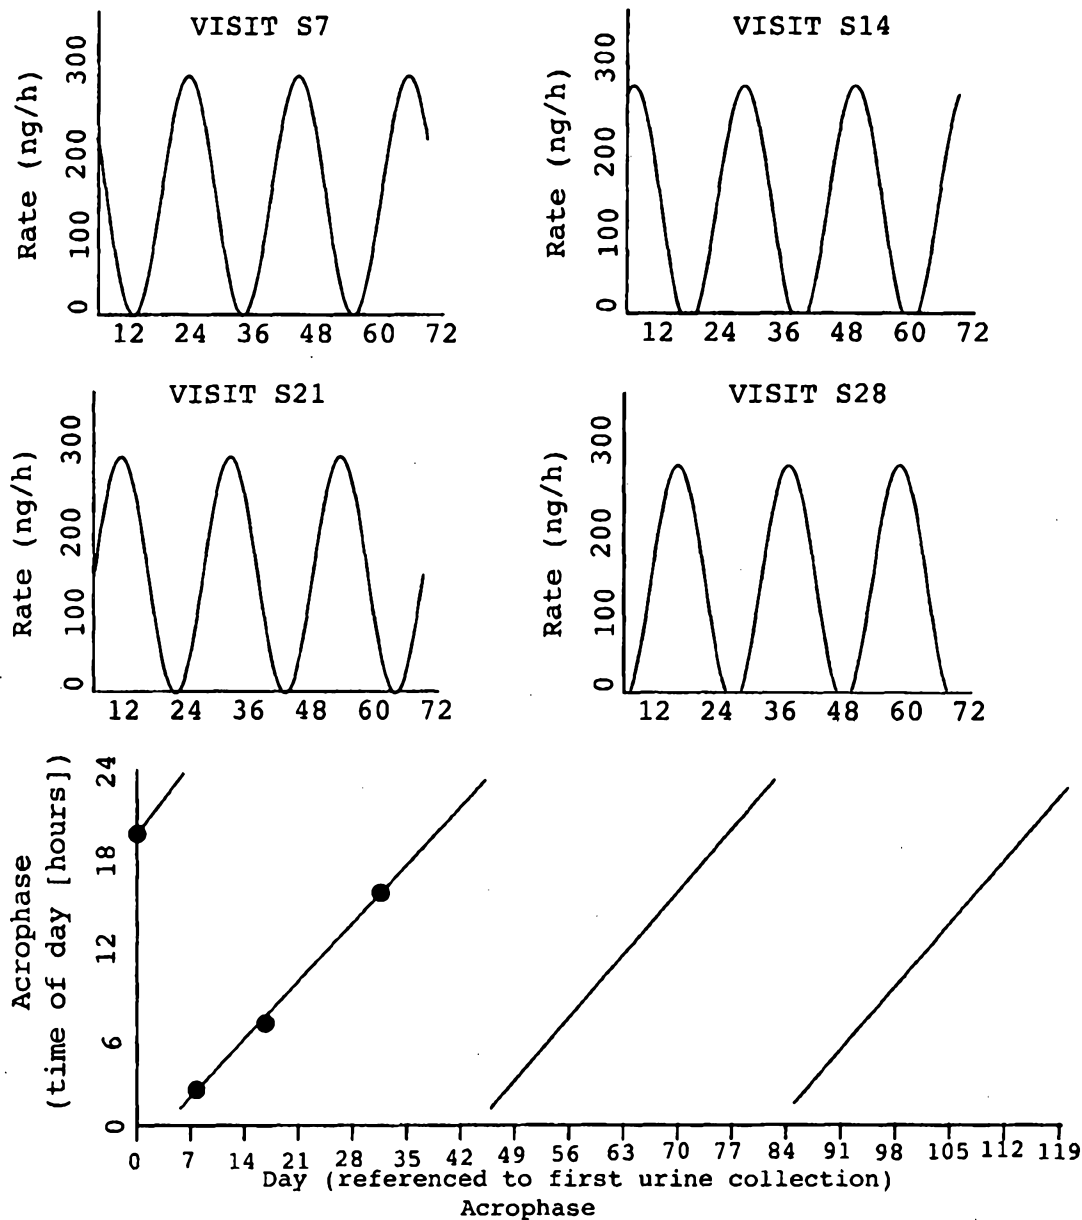 VISIT S7
Rate (ng/h)
300
200
100
0
12 24 36 48 60 72
VISIT S14
Rate (ng/h)
300
200
100
0
12 24 36 48 60 72
VISIT S21
Rate (ng/h)
300
200
100
0
12 24 36 48 60 72
VISIT S28
Rate (ng/h)
300
200
100
0
12 24 36 48 60 72
Acrophase
(time of day [hours])
24
18
12
6
0
0 7 14 21 28 35 42 49 56 63 70 77 84 91 98 105 112 119
Day (referenced to first urine collection)
Acrophase